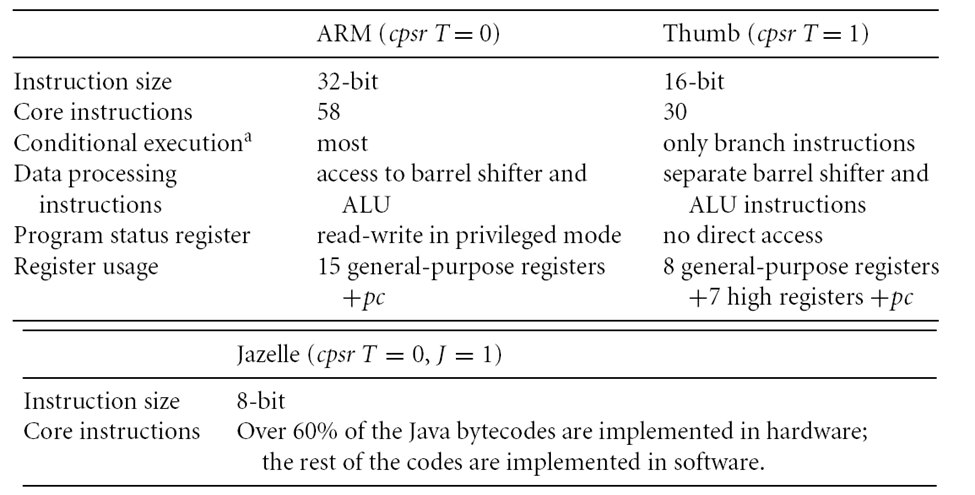 ARM (cpsr T = 0) Thumb (cpsr T = 1)
Instruction size 32-bit 16-bit
Core instructions 58 30
Conditional executionᵃ most only branch instructions
Data processing access to barrel shifter and separate barrel shifter and
instructions ALU ALU instructions
Program status register read-write in privileged mode no direct access
Register usage 15 general-purpose registers 8 general-purpose registers
+pc +7 high registers +pc
Jazelle (cpsr T = 0, J = 1)
Instruction size 8-bit
Core instructions Over 60% of the Java bytecodes are implemented in hardware;
the rest of the codes are implemented in software.